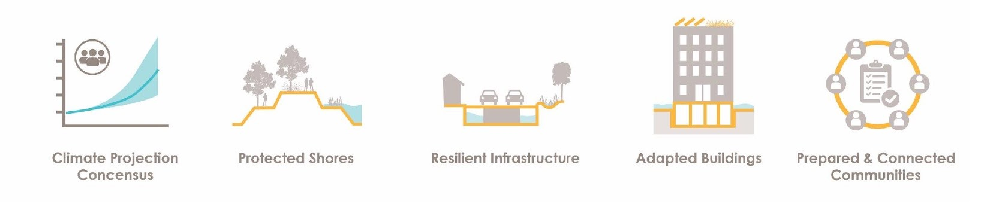 Climate Projection
Concensus
Protected Shores
Resilient Infrastructure
Adapted Buildings
Prepared & Connected
Communities